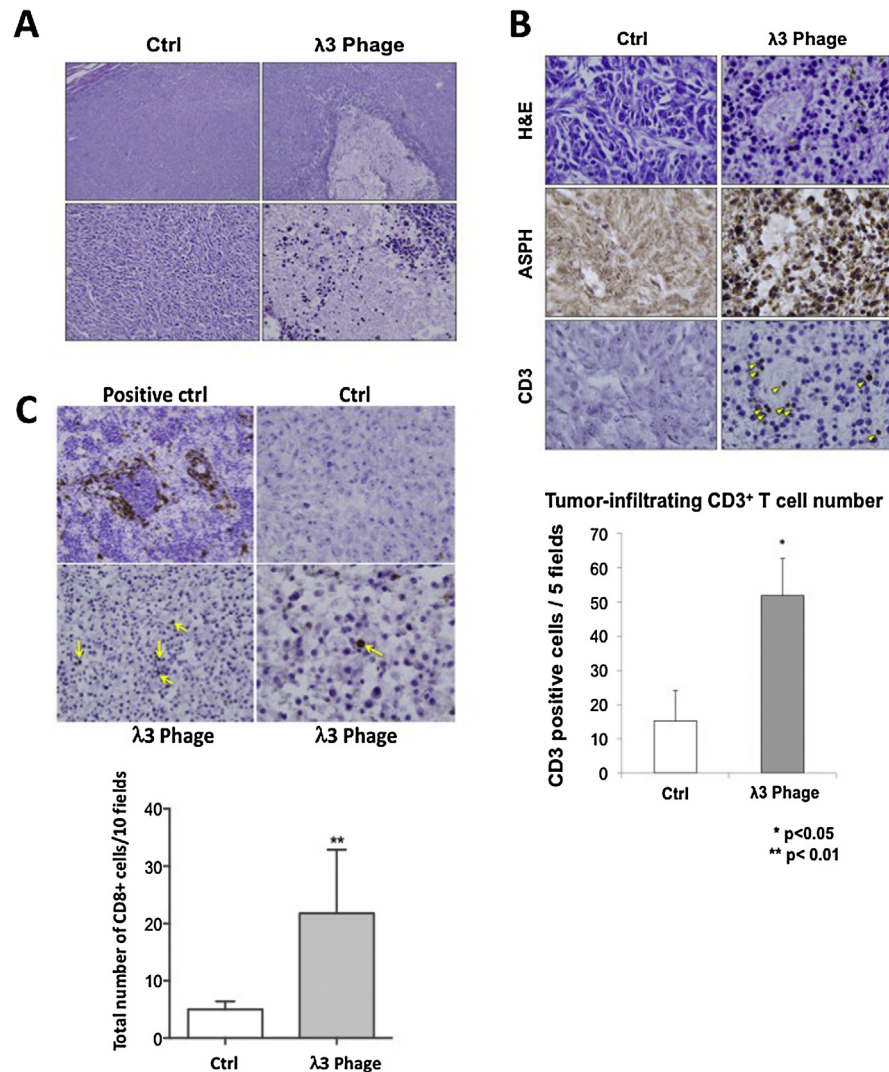 A
Ctrl
λ3 Phage
B
Ctrl
λ3 Phage
H&E
ASPH
CD3
Tumor-infiltrating CD3⁺ T cell number
CD3 positive cells / 5 fields
70
60
50
40
30
20
10
0
*
Ctrl
λ3 Phage
* p<0.05
** p< 0.01
C
Positive ctrl
Ctrl
λ3 Phage
λ3 Phage
Total number of CD8+ cells/10 fields
40
30
20
10
0
**
Ctrl
λ3 Phage